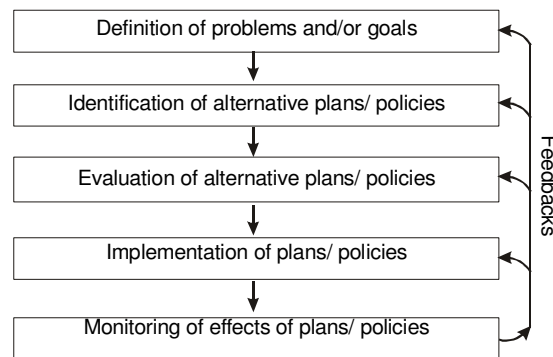 Definition of problems and/or goals
Identification of alternative plans/ policies
Evaluation of alternative plans/ policies
Implementation of plans/ policies
Monitoring of effects of plans/ policies
Feedbacks